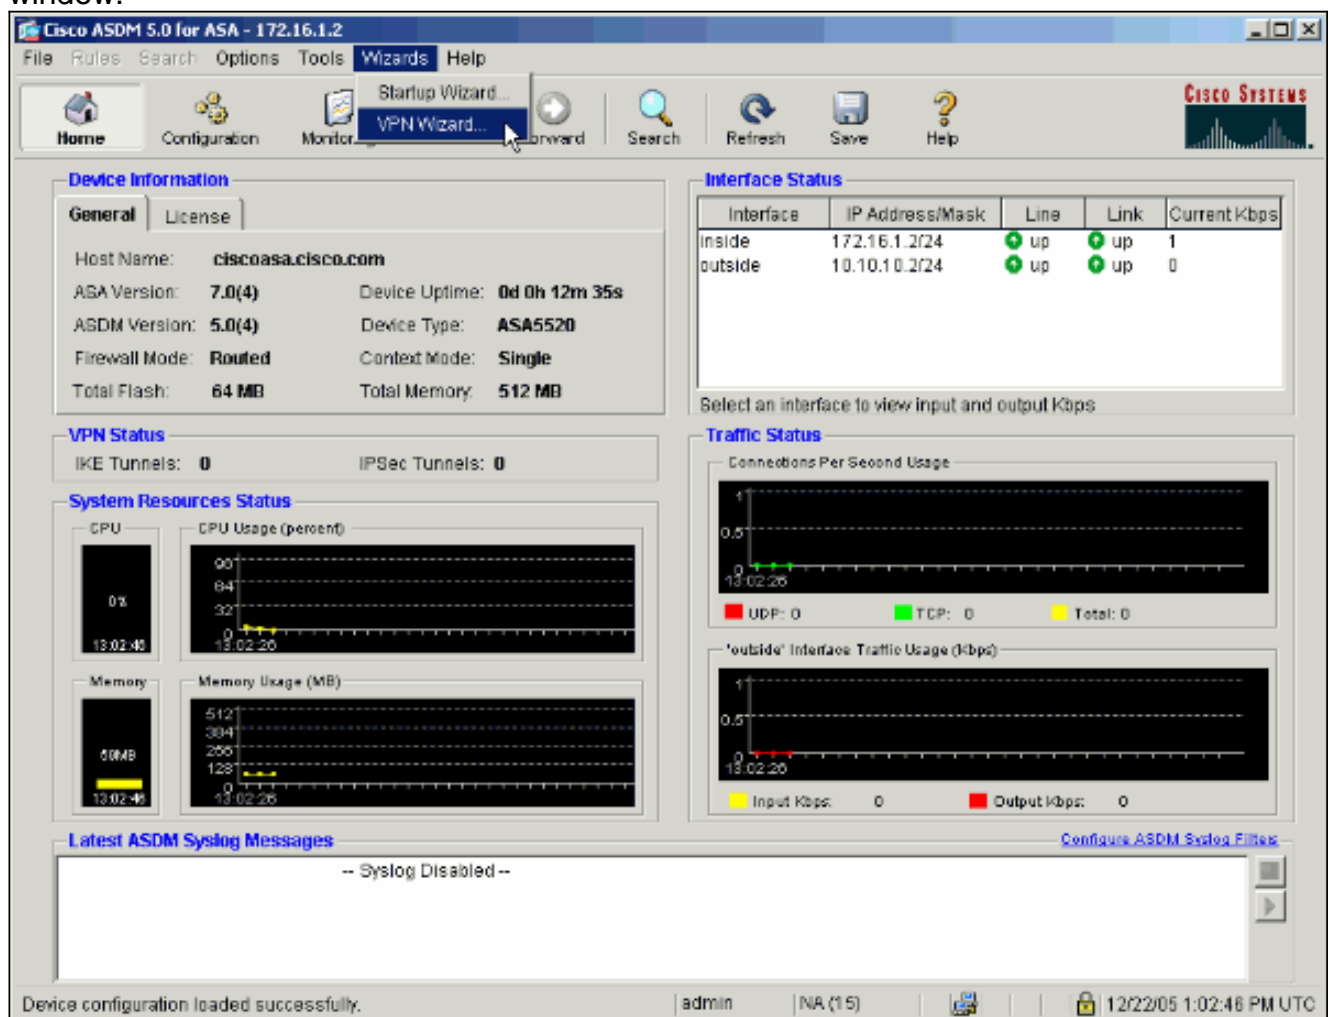 window.
Cisco ASDM 5.0 for ASA - 172.16.1.2
File Rules Search Options Tools Wizards Help
Startup Wizard...
VPN Wizard...
Home Configuration Monitor g orward Search Refresh Save Help
CISCO SYSTEMS
Device Information
General License
Host Name: ciscoasa.cisco.com
ASA Version: 7.0(4) Device Uptime: 0d 0h 12m 35s
ASDM Version: 5.0(4) Device Type: ASA5520
Firewall Mode: Routed Context Mode: Single
Total Flash: 64 MB Total Memory: 512 MB
Interface Status
Interface IP Address/Mask Line Link Current Kbps
inside 172.16.1.2/24 up up 1
outside 10.10.10.2/24 up up 0
Select an interface to view input and output Kbps
VPN Status
IKE Tunnels: 0 IPSec Tunnels: 0
System Resources Status
CPU
0%
13:02:46
CPU Usage (percent)
96
64
32
0
13:02:26
Memory
60MB
13:02:46
Memory Usage (MB)
512
384
256
128
0
13:02:26
Traffic Status
Connections Per Second Usage
1
0.5
0
13:02:26
UDP: 0 TCP: 0 Total: 0
'outside' Interface Traffic Usage (Kbps)
1
0.5
0
13:02:26
Input Kbps: 0 Output Kbps: 0
Latest ASDM Syslog Messages
Configure ASDM Syslog Filters
-- Syslog Disabled --
Device configuration loaded successfully. admin NA (15) 12/22/05 1:02:46 PM UTC